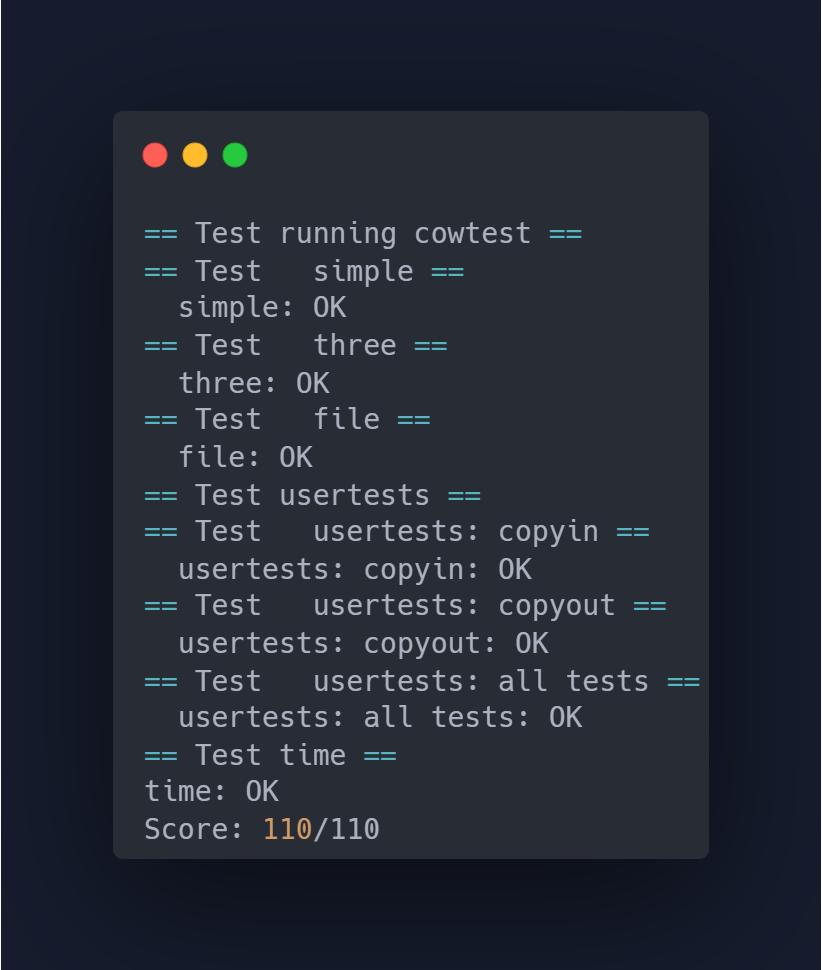 == Test running cowtest ==
== Test   simple ==
  simple: OK
== Test   three ==
  three: OK
== Test   file ==
  file: OK
== Test usertests ==
== Test   usertests: copyin ==
  usertests: copyin: OK
== Test   usertests: copyout ==
  usertests: copyout: OK
== Test   usertests: all tests ==
  usertests: all tests: OK
== Test time ==
time: OK
Score: 110/110